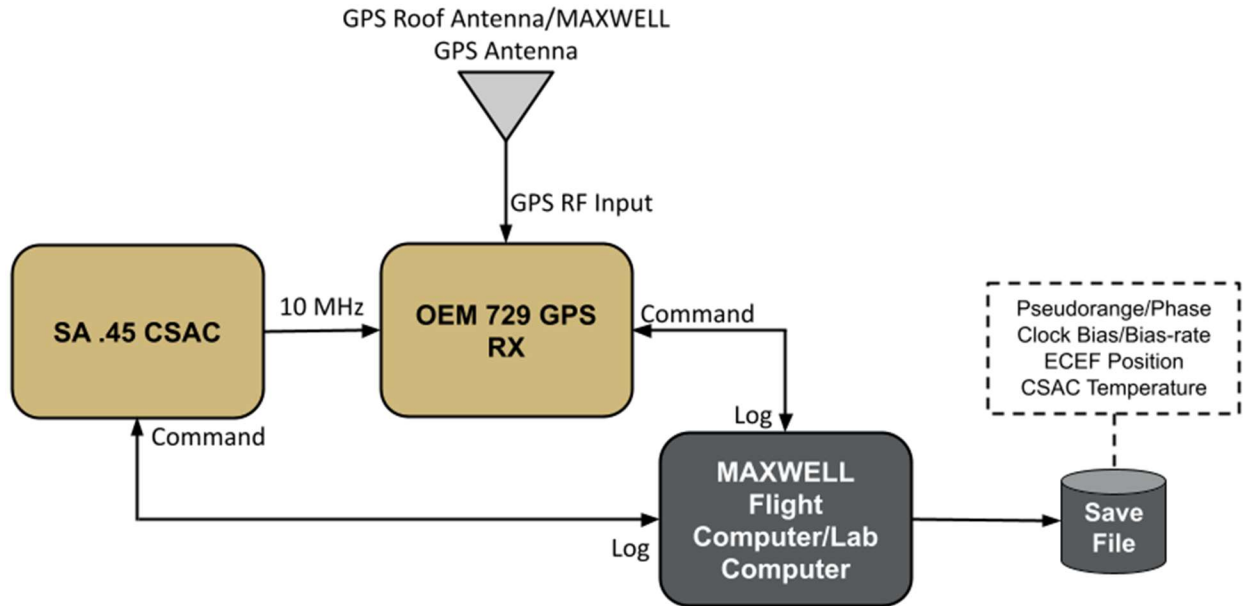 GPS Roof Antenna/MAXWELL
GPS Antenna
GPS RF Input
SA .45 CSAC
10 MHz
OEM 729 GPS
RX
Command
Pseudorange/Phase
Clock Bias/Bias-rate
ECEF Position
CSAC Temperature
Command
Log
Log
MAXWELL
Flight
Computer/Lab
Computer
Save
File